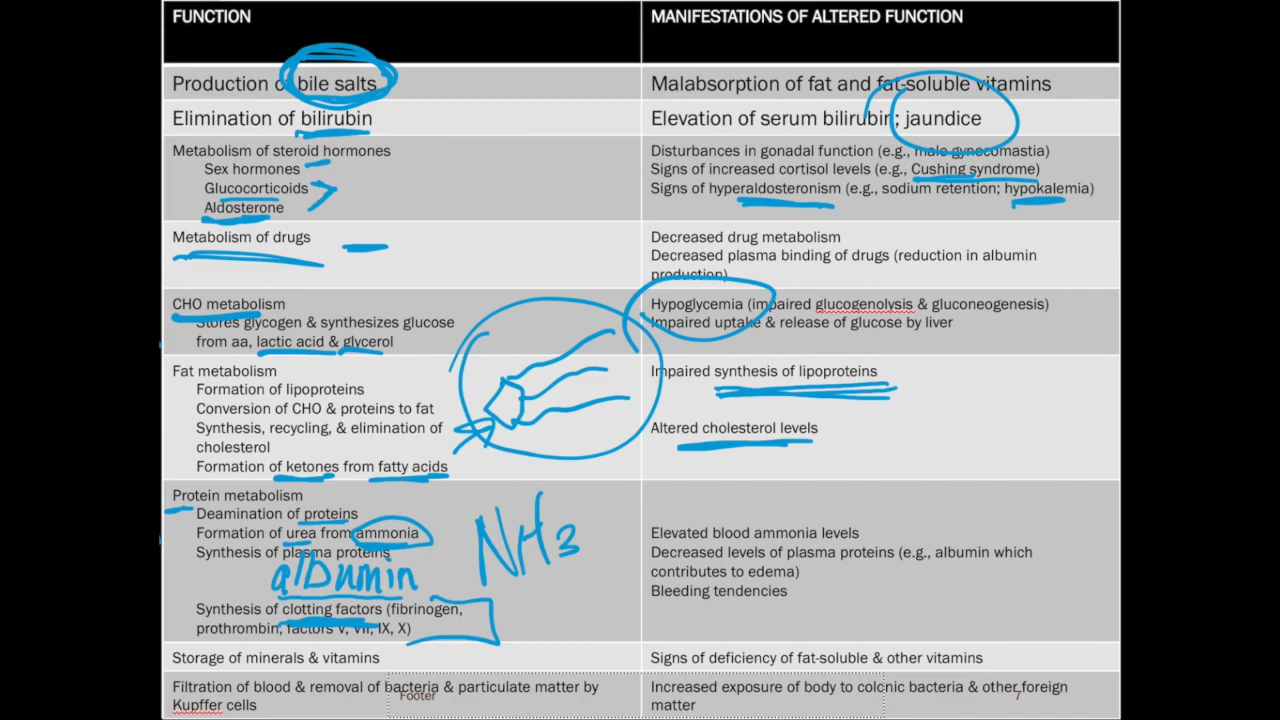 FUNCTION
MANIFESTATIONS OF ALTERED FUNCTION
Production of bile salts
Malabsorption of fat and fat-soluble vitamins
Elimination of bilirubin
Elevation of serum bilirubin; jaundice
Metabolism of steroid hormones
Sex hormones
Glucocorticoids
Aldosterone
Disturbances in gonadal function (e.g., male gynecomastia)
Signs of increased cortisol levels (e.g., Cushing syndrome)
Signs of hyperaldosteronism (e.g., sodium retention; hypokalemia)
Metabolism of drugs
Decreased drug metabolism
Decreased plasma binding of drugs (reduction in albumin
production)
CHO metabolism
Stores glycogen & synthesizes glucose
from aa, lactic acid & glycerol
Hypoglycemia (impaired glucogenolysis & gluconeogenesis)
Impaired uptake & release of glucose by liver
Fat metabolism
Formation of lipoproteins
Conversion of CHO & proteins to fat
Synthesis, recycling, & elimination of
cholesterol
Formation of ketones from fatty acids
Impaired synthesis of lipoproteins
Altered cholesterol levels
Protein metabolism
Deamination of proteins
Formation of urea from ammonia
Synthesis of plasma proteins
albumin
NH3
Synthesis of clotting factors (fibrinogen,
prothrombin, factors V, VII, IX, X)
Elevated blood ammonia levels
Decreased levels of plasma proteins (e.g., albumin which
contributes to edema)
Bleeding tendencies
Storage of minerals & vitamins
Signs of deficiency of fat-soluble & other vitamins
Filtration of blood & removal of bacteria & particulate matter by
Kupffer cells
Increased exposure of body to colonic bacteria & other foreign
matter
Footer
7